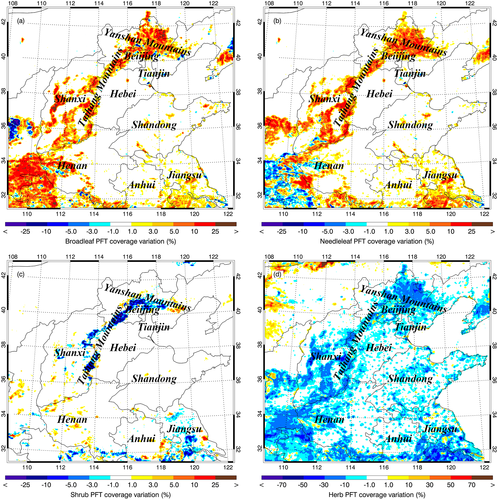 108 110 112 114 116 118 120 122
(a)
Yanshan Mountains
Beijing
Tianjin
Taihang Mountains
Shanxi
Hebei
Shandong
Henan
Jiangsu
Anhui
42
40
38
36
34
32
110 112 114 116 118 120 122
< -25 -10 -5.0 -3.0 -1.0 1.0 3.0 5.0 10 25 >
Broadleaf PFT coverage variation (%)
108 110 112 114 116 118 120 122
(b)
Yanshan Mountains
Beijing
Tianjin
Taihang Mountains
Shanxi
Hebei
Shandong
Henan
Jiangsu
Anhui
42
40
38
36
34
32
110 112 114 116 118 120 122
< -25 -10 -5.0 -3.0 -1.0 1.0 3.0 5.0 10 25 >
Needleleaf PFT coverage variation (%)
108 110 112 114 116 118 120 122
(c)
Yanshan Mountains
Beijing
Tianjin
Taihang Mountains
Shanxi
Hebei
Shandong
Henan
Jiangsu
Anhui
42
40
38
36
34
32
110 112 114 116 118 120 122
< -25 -10 -5.0 -3.0 -1.0 1.0 3.0 5.0 10 25 >
Shrub PFT coverage variation (%)
108 110 112 114 116 118 120 122
(d)
Yanshan Mountains
Beijing
Tianjin
Taihang Mountains
Shanxi
Hebei
Shandong
Henan
Jiangsu
Anhui
42
40
38
36
34
32
110 112 114 116 118 120 122
< -70 -50 -30 -10 -1.0 1.0 10 30 50 70 >
Herb PFT coverage variation (%)